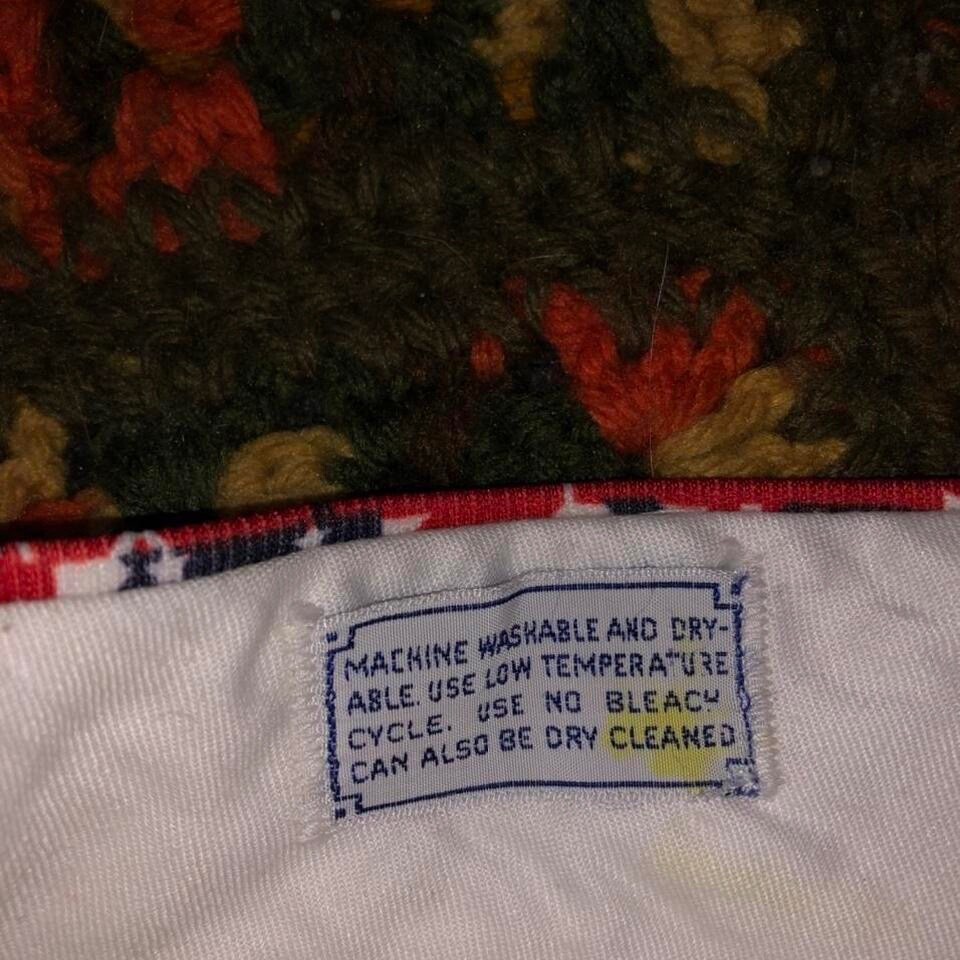 MACHINE WASHABLE AND DRY-
ABLE. USE LOW TEMPERATURE
CYCLE. USE NO BLEACH
CAN ALSO BE DRY CLEANED